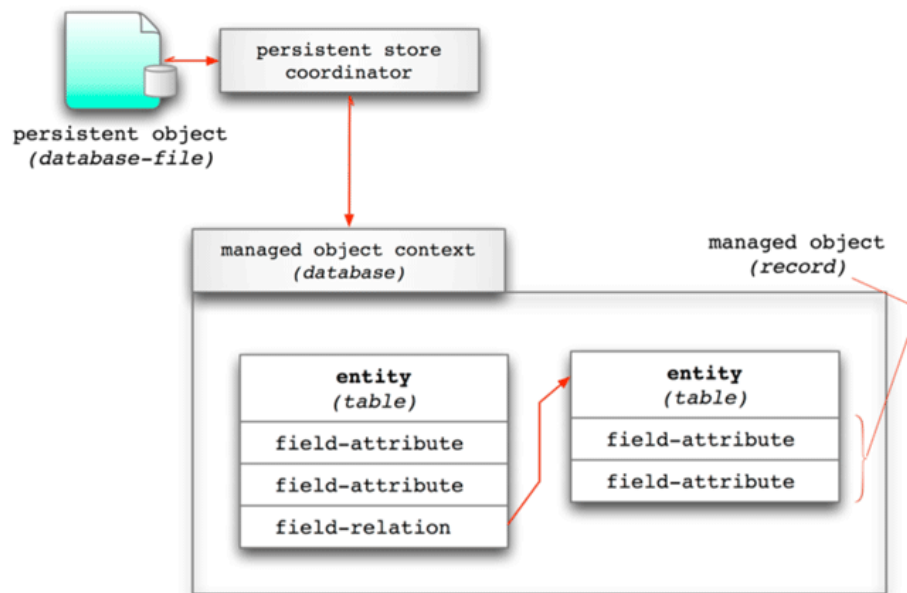 persistent store
coordinator
persistent object
(database-file)
managed object context
(database)
managed object
(record)
entity
(table)
field-attribute
field-attribute
field-relation
entity
(table)
field-attribute
field-attribute